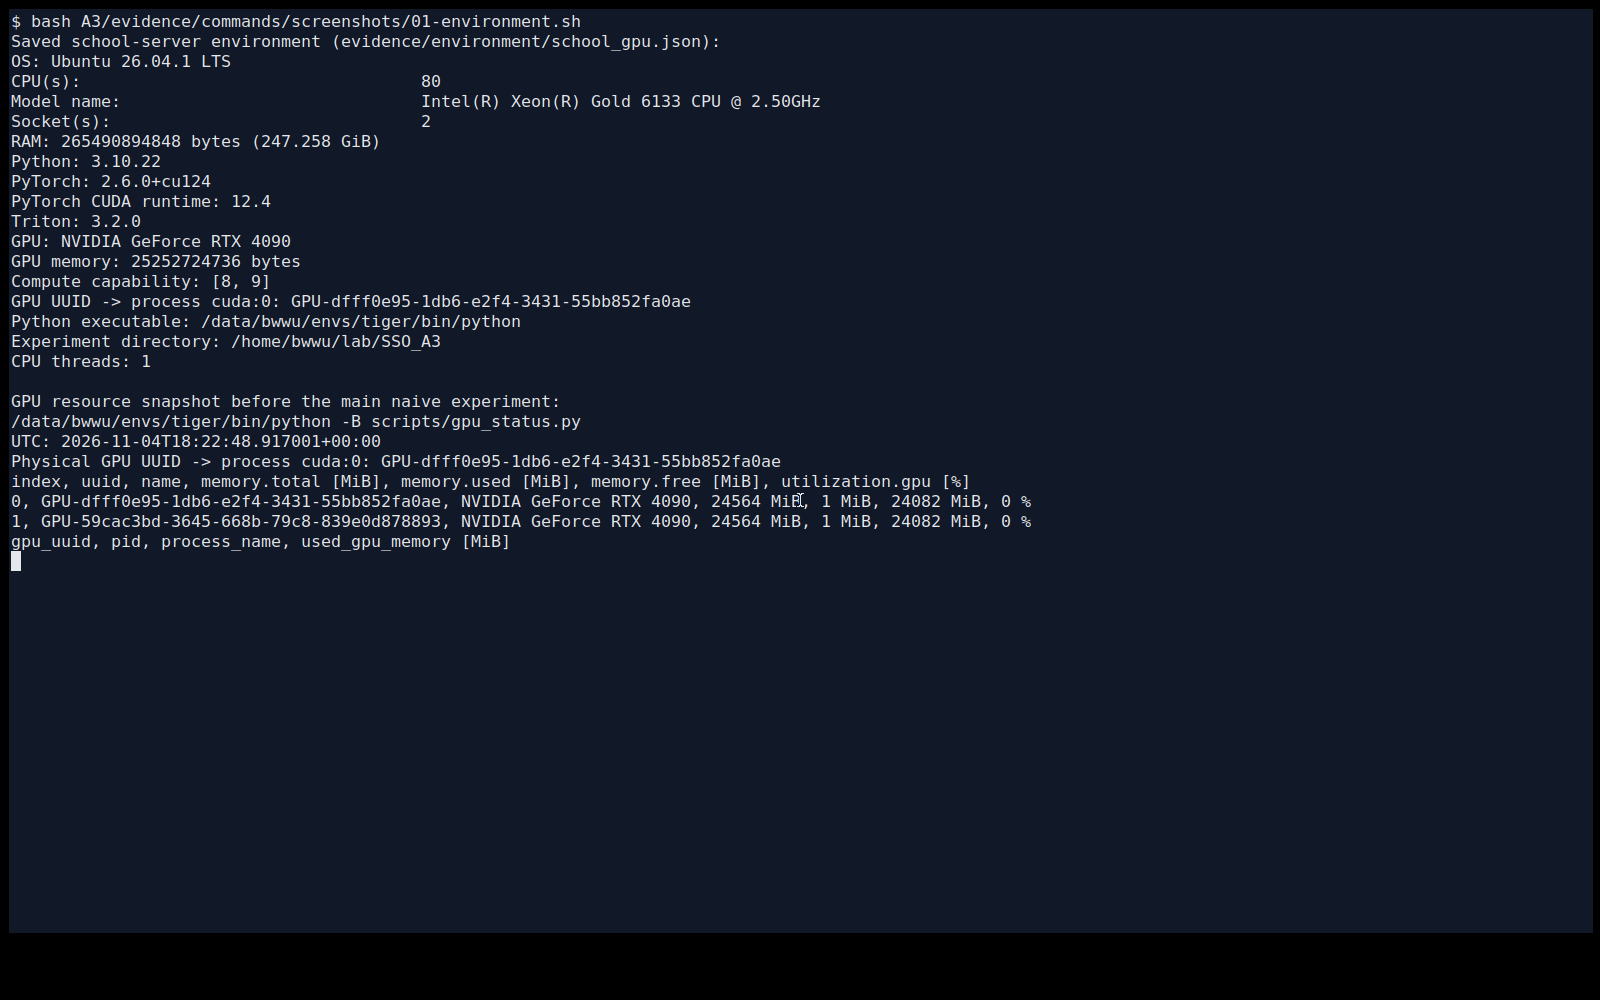 $ bash A3/evidence/commands/screenshots/01-environment.sh
Saved school-server environment (evidence/environment/school_gpu.json):
OS: Ubuntu 26.04.1 LTS
CPU(s):                                  80
Model name:                              Intel(R) Xeon(R) Gold 6133 CPU @ 2.50GHz
Socket(s):                               2
RAM: 265490894848 bytes (247.258 GiB)
Python: 3.10.22
PyTorch: 2.6.0+cu124
PyTorch CUDA runtime: 12.4
Triton: 3.2.0
GPU: NVIDIA GeForce RTX 4090
GPU memory: 25252724736 bytes
Compute capability: [8, 9]
GPU UUID -> process cuda:0: GPU-dfff0e95-1db6-e2f4-3431-55bb852fa0ae
Python executable: /data/bwwu/envs/tiger/bin/python
Experiment directory: /home/bwwu/lab/SSO_A3
CPU threads: 1

GPU resource snapshot before the main naive experiment:
/data/bwwu/envs/tiger/bin/python -B scripts/gpu_status.py
UTC: 2026-11-04T18:22:48.917001+00:00
Physical GPU UUID -> process cuda:0: GPU-dfff0e95-1db6-e2f4-3431-55bb852fa0ae
index, uuid, name, memory.total [MiB], memory.used [MiB], memory.free [MiB], utilization.gpu [%]
0, GPU-dfff0e95-1db6-e2f4-3431-55bb852fa0ae, NVIDIA GeForce RTX 4090, 24564 MiB, 1 MiB, 24082 MiB, 0 %
1, GPU-59cac3bd-3645-668b-79c8-839e0d878893, NVIDIA GeForce RTX 4090, 24564 MiB, 1 MiB, 24082 MiB, 0 %
gpu_uuid, pid, process_name, used_gpu_memory [MiB]